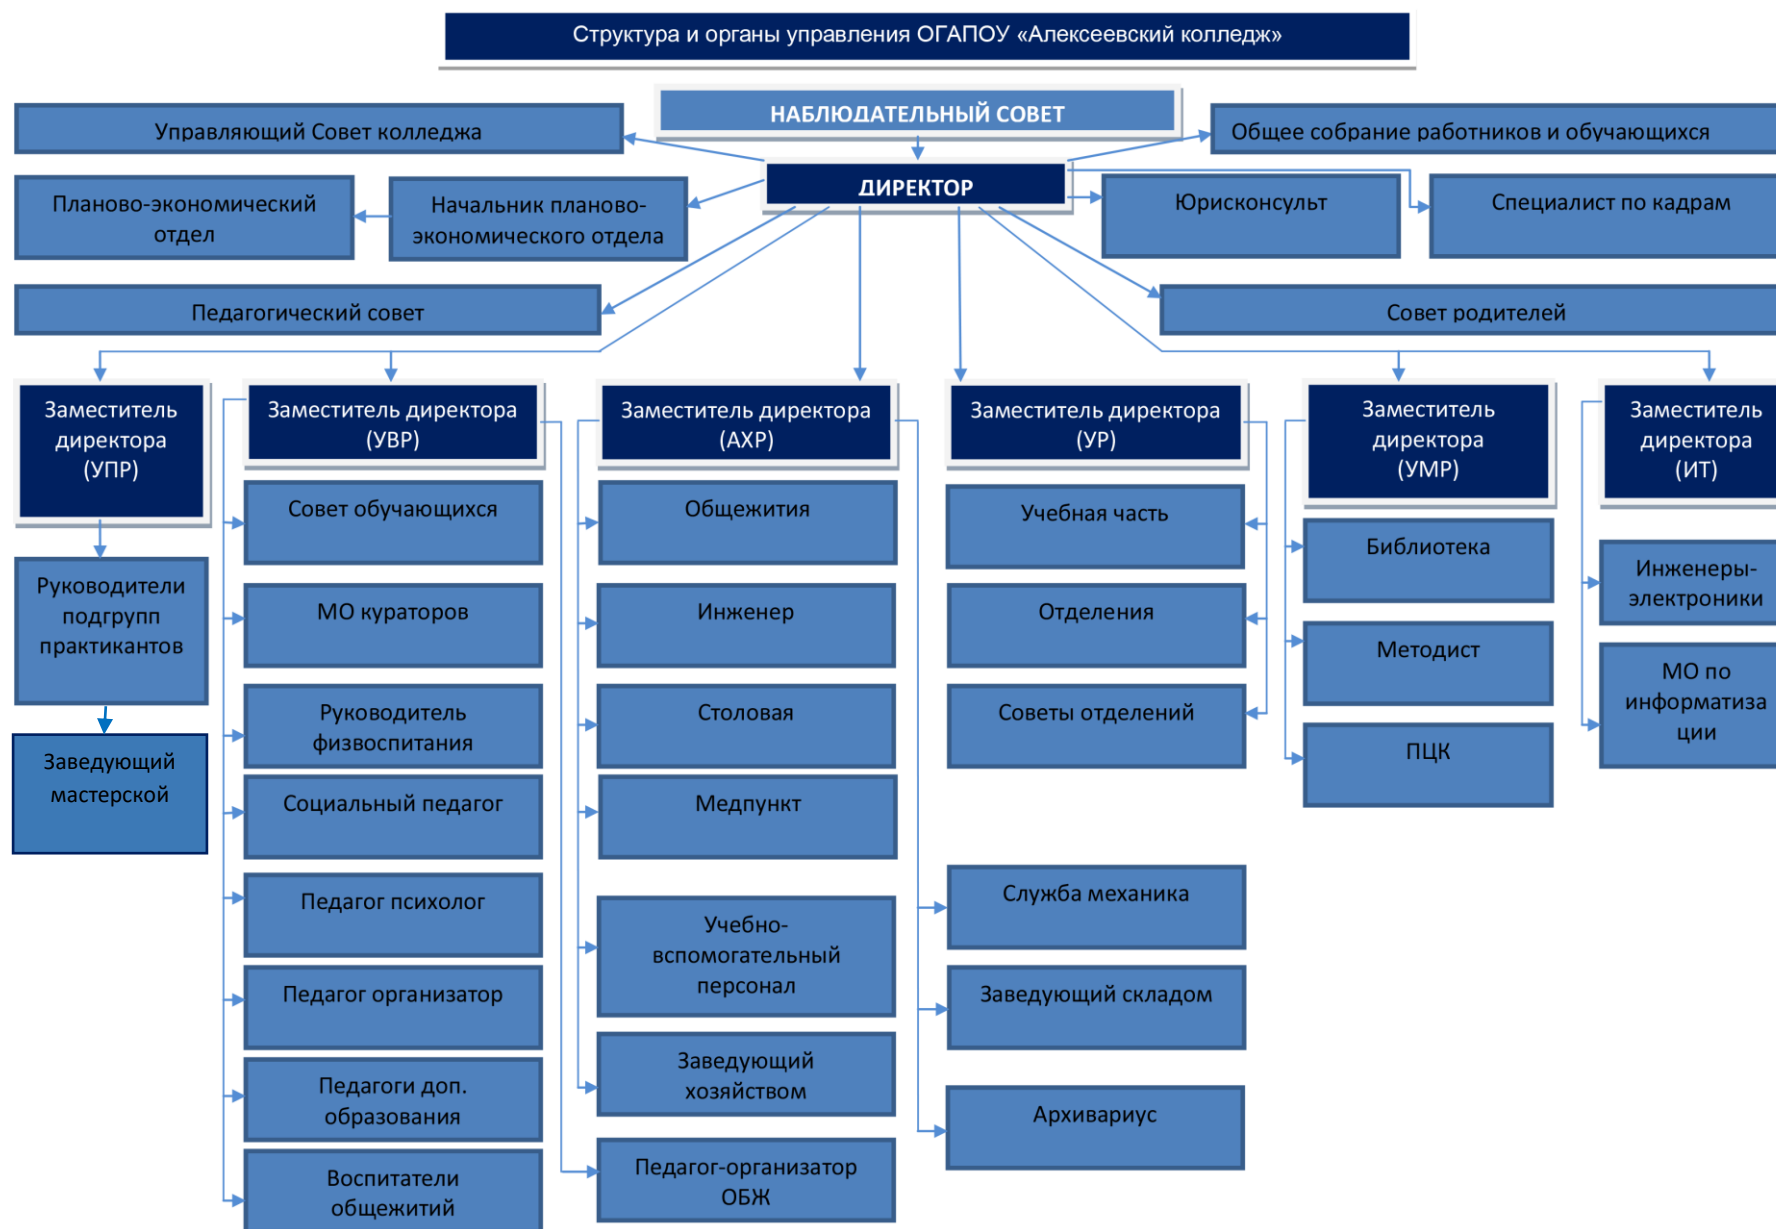 Структура и органы управления ОГАПОУ «Алексеевский колледж»
НАБЛЮДАТЕЛЬНЫЙ СОВЕТ
Управляющий Совет колледжа
Общее собрание работников и обучающихся
ДИРЕКТОР
Планово-экономический
отдел
Начальник планово-
экономического отдела
Юрисконсульт
Специалист по кадрам
Педагогический совет
Совет родителей
Заместитель
директора
(УПР)
Заместитель директора
(УВР)
Заместитель директора
(АХР)
Заместитель директора
(УР)
Заместитель
директора
(УМР)
Заместитель
директора
(ИТ)
Руководители
подгрупп
практикантов
Заведующий
мастерской
Совет обучающихся
МО кураторов
Руководитель
физвоспитания
Социальный педагог
Педагог психолог
Педагог организатор
Педагоги доп.
образования
Воспитатели
общежитий
Общежития
Инженер
Столовая
Медпункт
Учебно-
вспомогательный
персонал
Заведующий
хозяйством
Педагог-организатор
ОБЖ
Учебная часть
Отделения
Советы отделений
Служба механика
Заведующий складом
Архивариус
Библиотека
Методист
ПЦК
Инженеры-
электроники
МО по
информатиза
ции